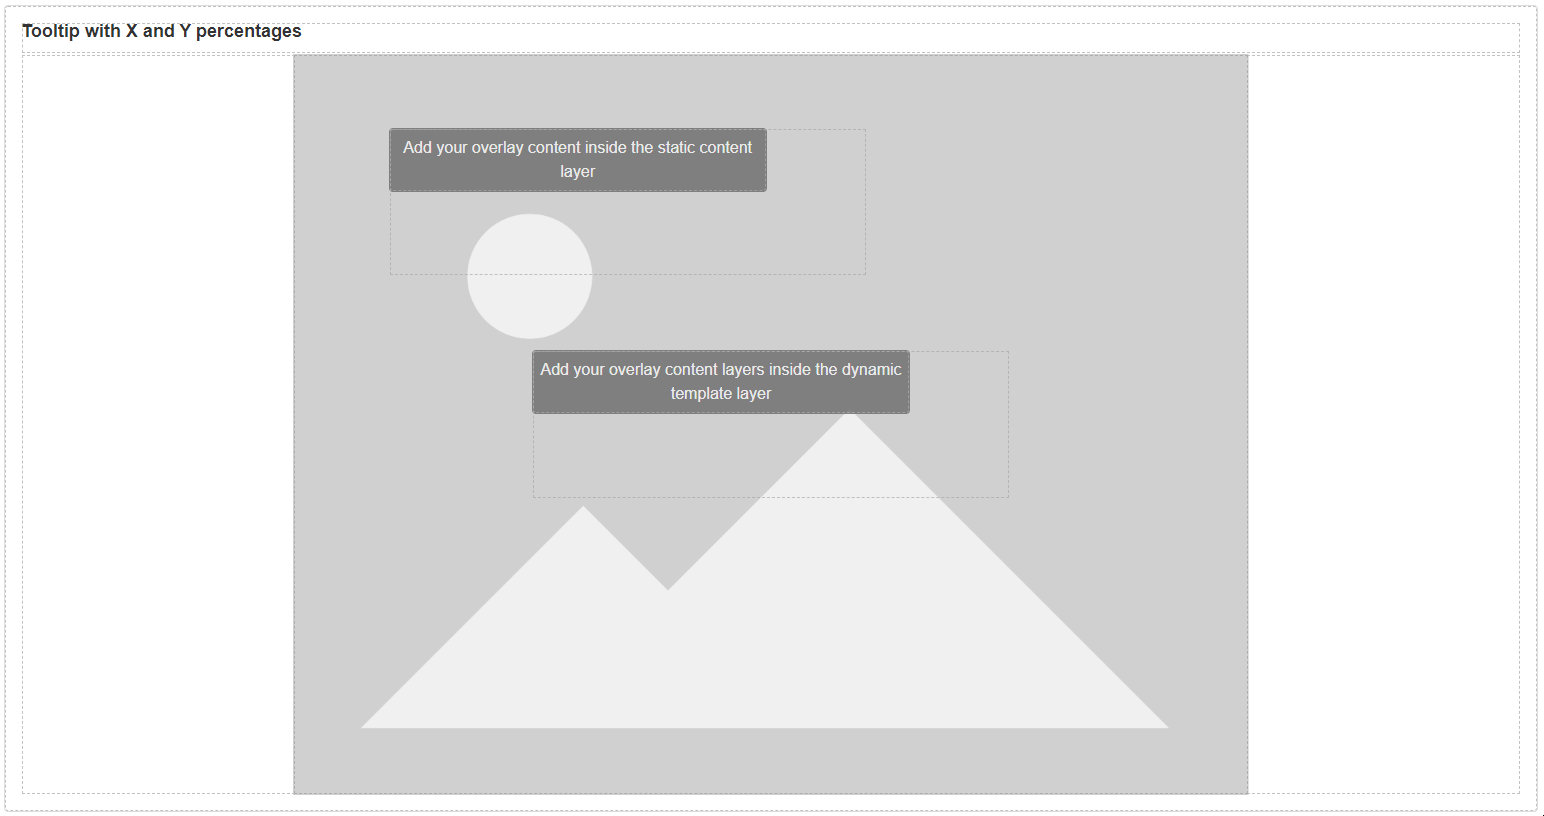 Tooltip with X and Y percentages
Add your overlay content inside the static content
layer
Add your overlay content layers inside the dynamic
template layer